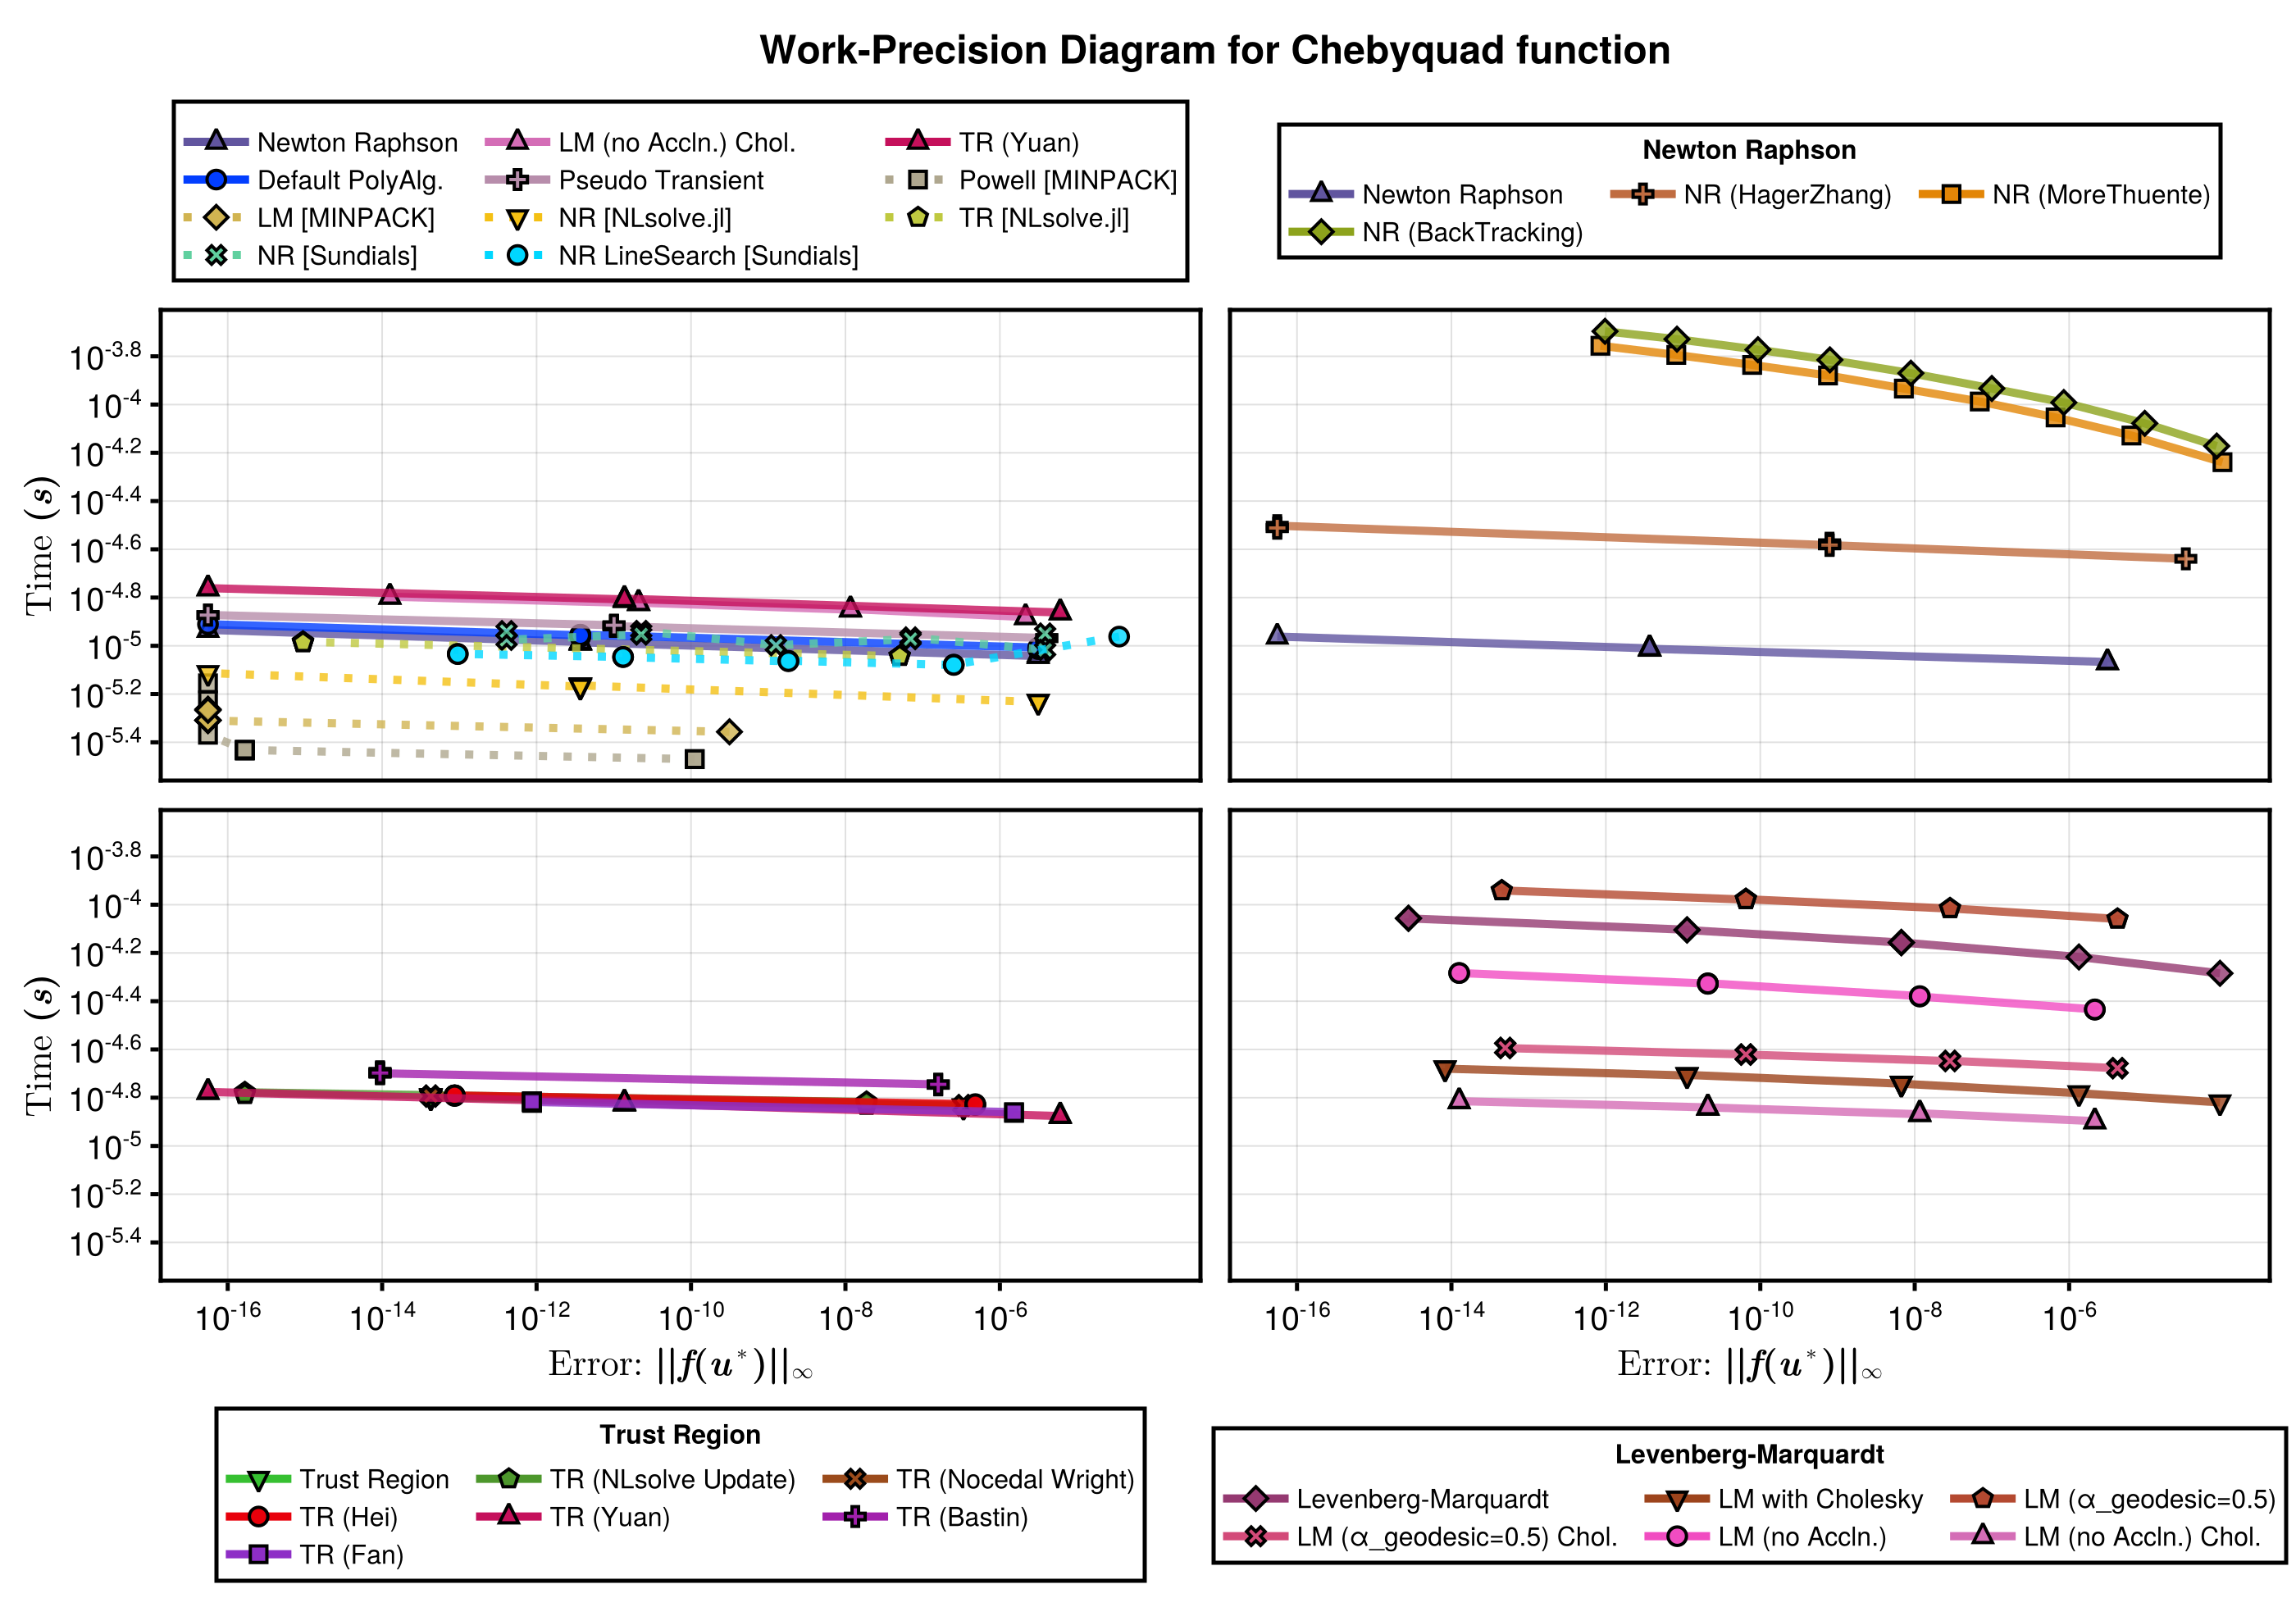 Work-Precision Diagram for Chebyquad function
Newton Raphson LM (no Accln.) Chol. TR (Yuan)
Default PolyAlg. Pseudo Transient Powell [MINPACK]
LM [MINPACK] NR [NLsolve.jl] TR [NLsolve.jl]
NR [Sundials] NR LineSearch [Sundials]
Newton Raphson
Newton Raphson NR (HagerZhang) NR (MoreThuente)
NR (BackTracking)
Time (s)
10^-3.8
10^-4
10^-4.2
10^-4.4
10^-4.6
10^-4.8
10^-5
10^-5.2
10^-5.4
Time (s)
10^-3.8
10^-4
10^-4.2
10^-4.4
10^-4.6
10^-4.8
10^-5
10^-5.2
10^-5.4
10^-16 10^-14 10^-12 10^-10 10^-8 10^-6
Error: ||f(u*)||∞
10^-16 10^-14 10^-12 10^-10 10^-8 10^-6
Error: ||f(u*)||∞
Trust Region
Trust Region TR (NLsolve Update) TR (Nocedal Wright)
TR (Hei) TR (Yuan) TR (Bastin)
TR (Fan)
Levenberg-Marquardt
Levenberg-Marquardt LM with Cholesky LM (α_geodesic=0.5)
LM (α_geodesic=0.5) Chol. LM (no Accln.) LM (no Accln.) Chol.